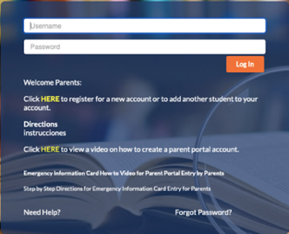 Username
Password
Log In
Welcome Parents:
Click HERE to register for a new account or to add another student to your
account.
Directions
instrucciones
Click HERE to view a video on how to create a parent portal account.
Emergency Information Card How to Video for Parent Portal Entry by Parents
Step by Step Directions for Emergency Information Card Entry for Parents
Need Help? Forgot Password?